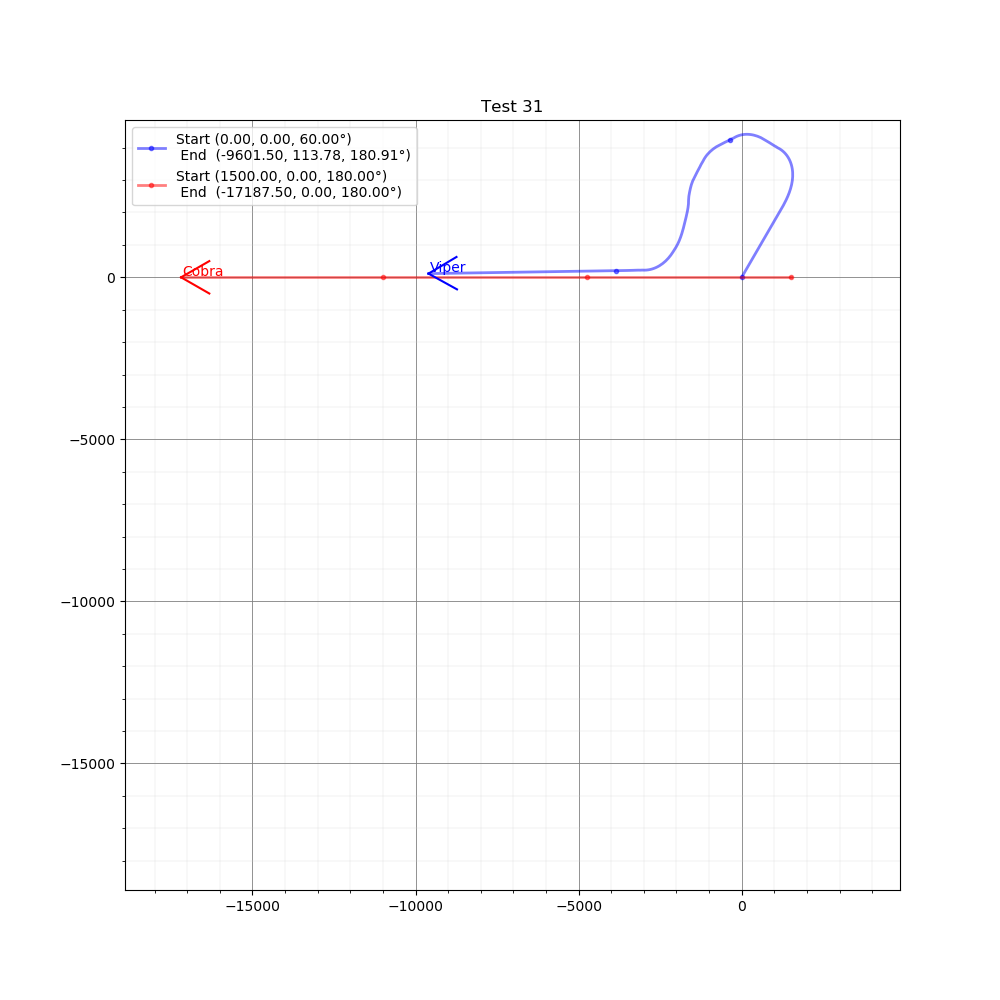 Test 31
Start (0.00, 0.00, 60.00°)
End (-9601.50, 113.78, 180.91°)
Start (1500.00, 0.00, 180.00°)
End (-17187.50, 0.00, 180.00°)
Cobra
Viper
0
−5000
−10000
−15000
−15000
−10000
−5000
0